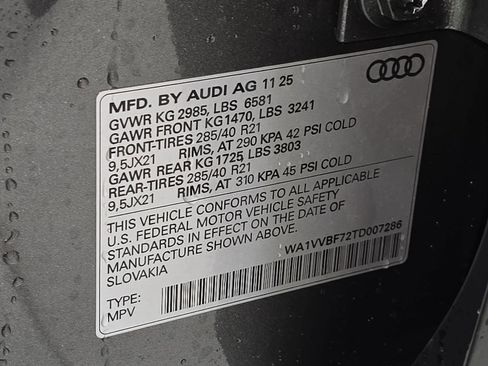 MFD. BY AUDI AG 11 25
GVWR KG 2985, LBS 6581
GAWR FRONT KG1470, LBS 3241
FRONT-TIRES 285/40 R21
9,5JX21 RIMS, AT 290 KPA 42 PSI COLD
GAWR REAR KG 1725, LBS 3803
REAR-TIRES 285/40 R21
9,5JX21 RIMS, AT 310 KPA 45 PSI COLD
THIS VEHICLE CONFORMS TO ALL APPLICABLE
U.S. FEDERAL MOTOR VEHICLE SAFETY
STANDARDS IN EFFECT ON THE DATE OF
MANUFACTURE SHOWN ABOVE.
SLOVAKIA
WA1VVBF72TD007286
TYPE:
MPV